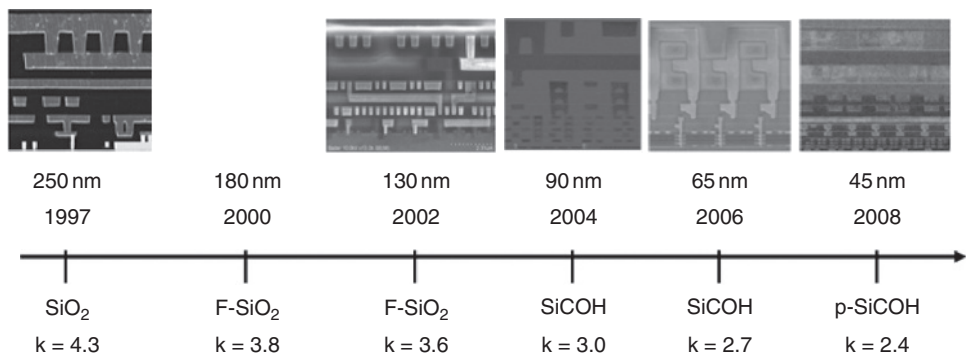 250 nm 180 nm 130 nm 90 nm 65 nm 45 nm
1997 2000 2002 2004 2006 2008
SiO₂ F-SiO₂ F-SiO₂ SiCOH SiCOH p-SiCOH
k = 4.3 k = 3.8 k = 3.6 k = 3.0 k = 2.7 k = 2.4